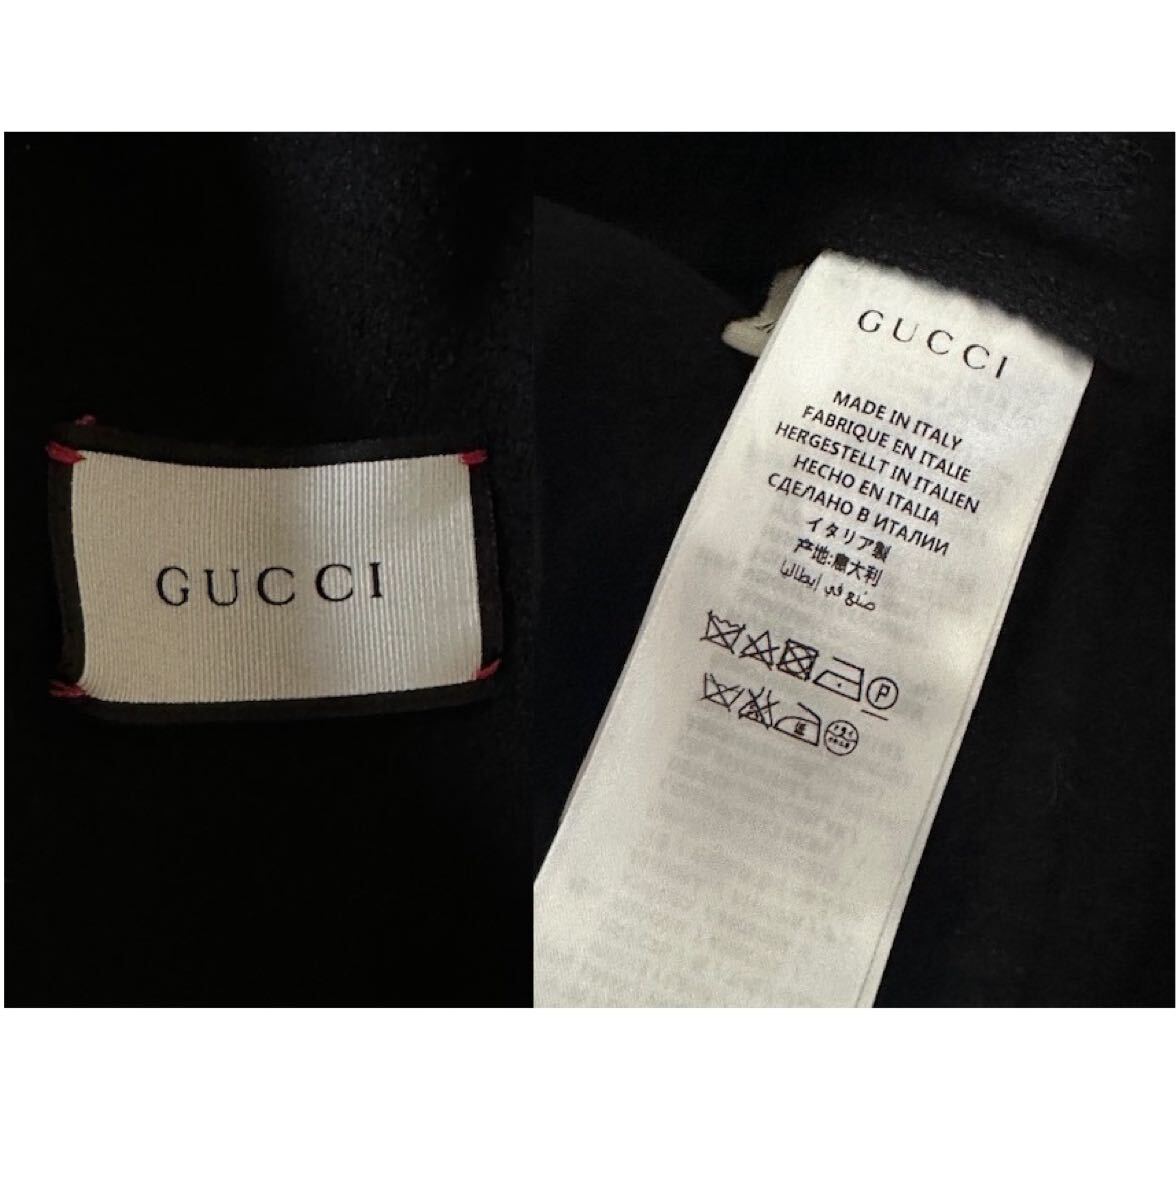 GUCCI
GUCCI
MADE IN ITALY
FABRIQUE EN ITALIE
HERGESTELLT IN ITALIEN
HECHO EN ITALIA
СДЕЛАНО В ИТАЛИИ
イタリア製
产地:意大利
صنع في إيطاليا
P